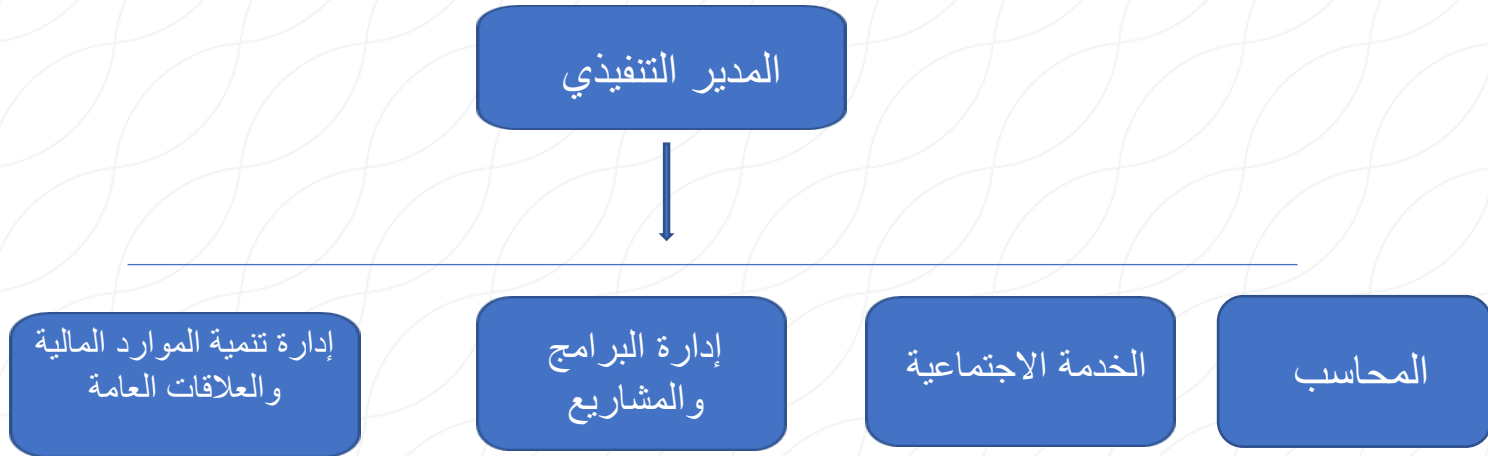 المدير التنفيذي
المحاسب
الخدمة الاجتماعية
إدارة البرامج
والمشاريع
إدارة تنمية الموارد المالية
والعلاقات العامة